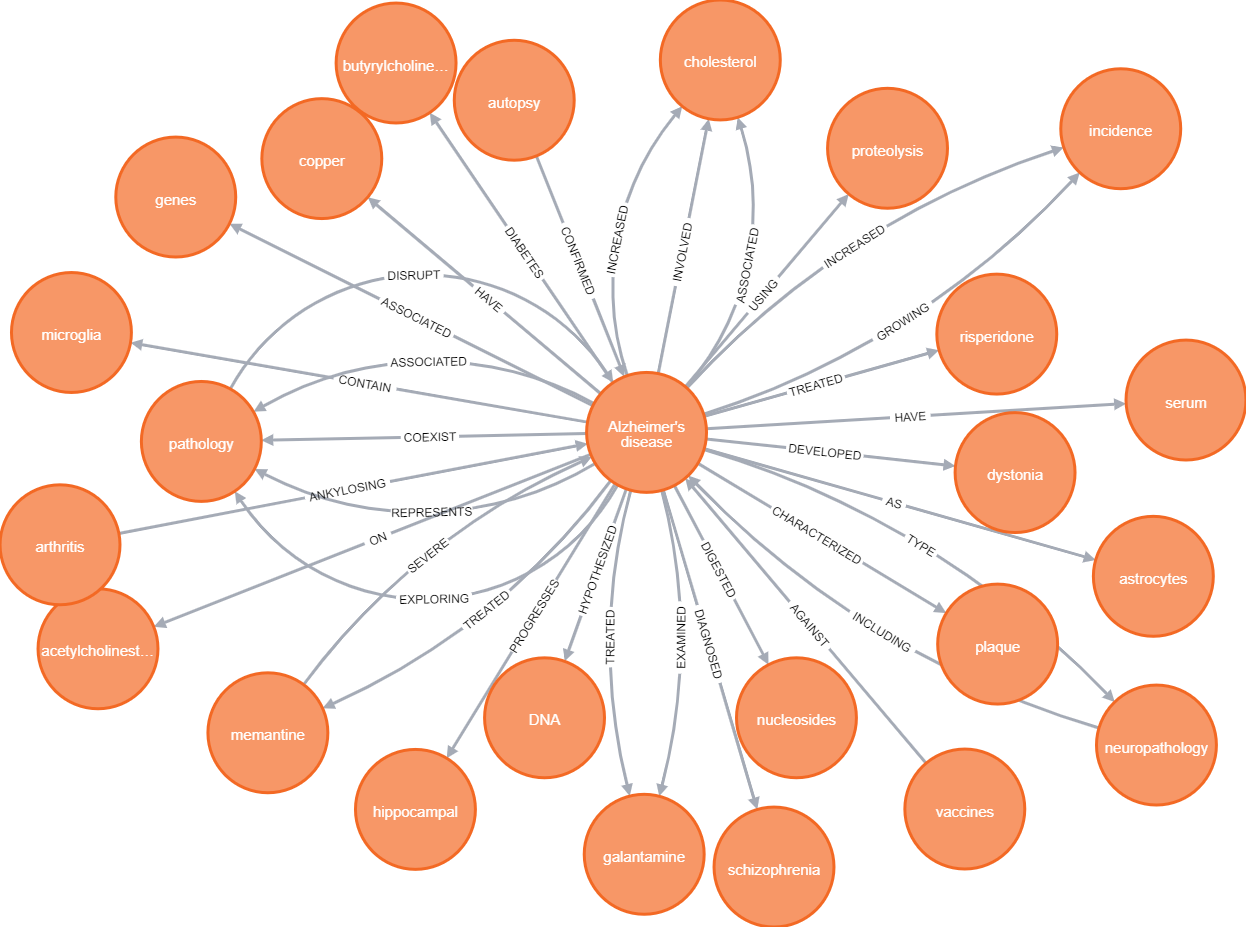 cholesterol
butyrylcholine…
autopsy
incidence
proteolysis
copper
genes
INCREASED
INVOLVED
ASSOCIATED
DIABETES
CONFIRMED
INCREASED
DISRUPT
HAVE
USING
ASSOCIATED
GROWING
microglia
risperidone
ASSOCIATED
CONTAIN
TREATED
serum
HAVE
pathology
COEXIST
Alzheimer's
disease
DEVELOPED
dystonia
ANKYLOSING
REPRESENTS
AS
CHARACTERIZED
TYPE
arthritis
ON
SEVERE
HYPOTHESIZED
DIGESTED
astrocytes
EXPLORING
TREATED
PROGRESSES
TREATED
EXAMINED
DIAGNOSED
AGAINST
INCLUDING
acetylcholinest…
plaque
memantine
DNA
nucleosides
neuropathology
hippocampal
vaccines
galantamine
schizophrenia